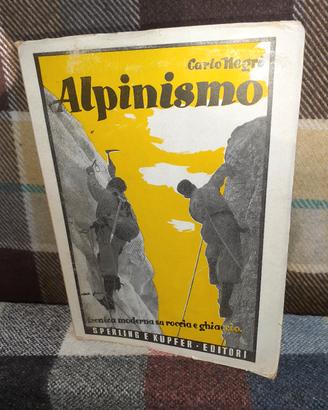 Carlo Negri
Alpinismo
tecnica moderna su roccia e ghiaccio.
SPERLING E KUPFER · EDITORI